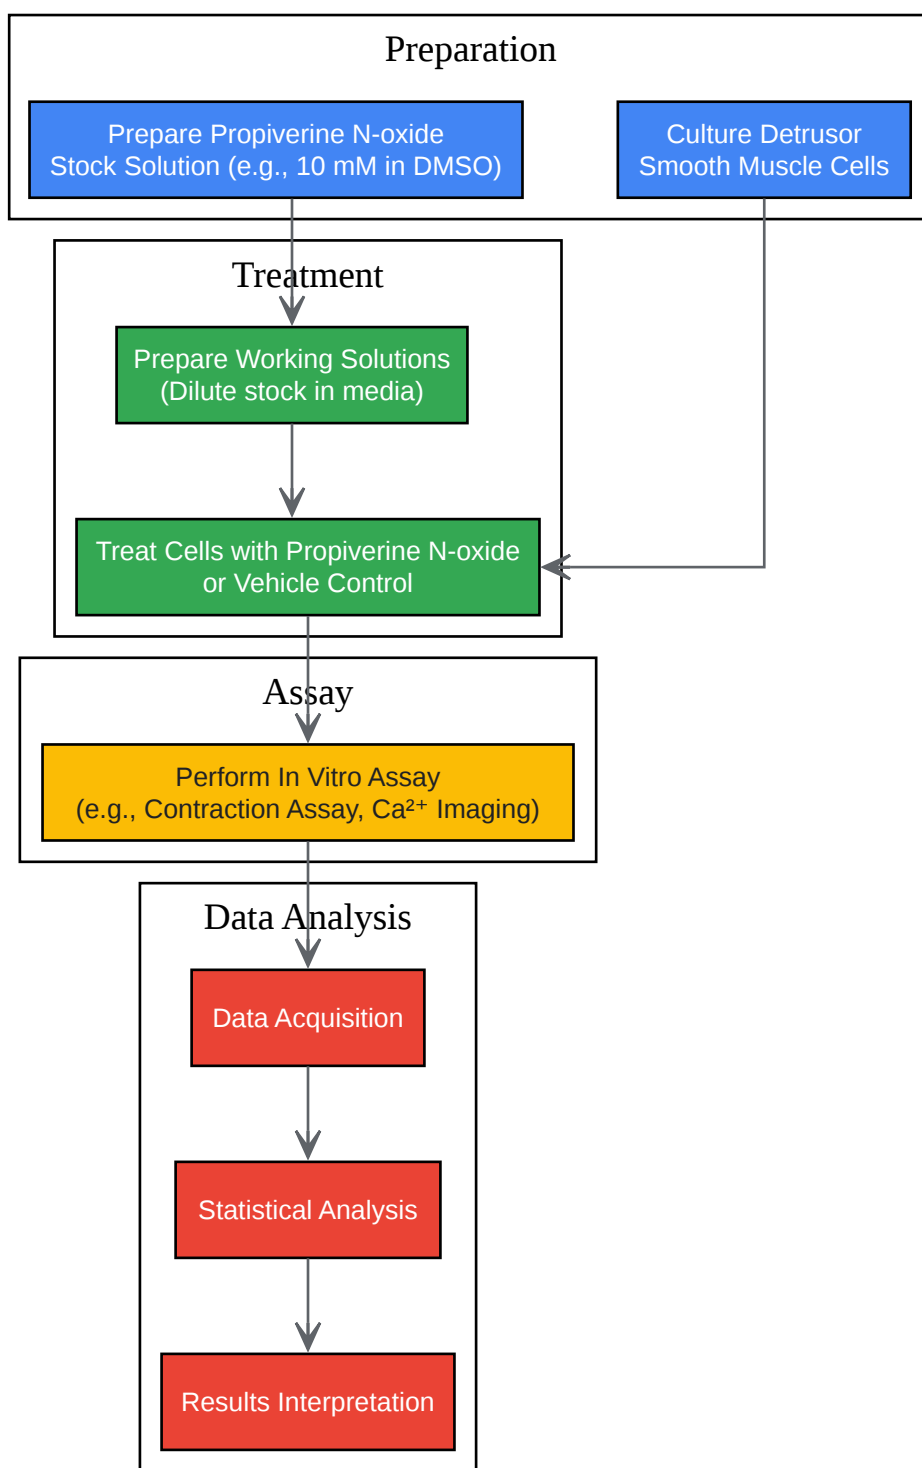 Preparation
Prepare Propiverine N-oxide
Stock Solution (e.g., 10 mM in DMSO)
Culture Detrusor
Smooth Muscle Cells
Treatment
Prepare Working Solutions
(Dilute stock in media)
Treat Cells with Propiverine N-oxide
or Vehicle Control
Assay
Perform In Vitro Assay
(e.g., Contraction Assay, Ca²⁺ Imaging)
Data Analysis
Data Acquisition
Statistical Analysis
Results Interpretation